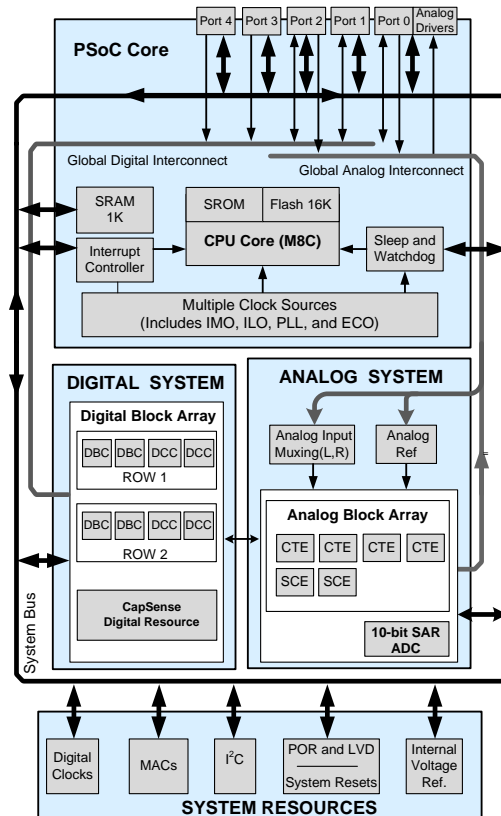 Port 4 Port 3 Port 2 Port 1 Port 0 Analog Drivers
PSoC Core
Global Digital Interconnect
Global Analog Interconnect
SRAM
1K
SROM Flash 16K
CPU Core (M8C)
Interrupt
Controller
Sleep and
Watchdog
Multiple Clock Sources
(Includes IMO, ILO, PLL, and ECO)
DIGITAL SYSTEM
Digital Block Array
DBC DBC DCC DCC
ROW 1
DBC DBC DCC DCC
ROW 2
CapSense
Digital Resource
ANALOG SYSTEM
Analog Input
Muxing(L,R)
Analog
Ref
Analog Block Array
CTE CTE CTE CTE
SCE SCE
10-bit SAR
ADC
System Bus
Digital
Clocks
MACs
I²C
POR and LVD
System Resets
Internal
Voltage
Ref.
SYSTEM RESOURCES